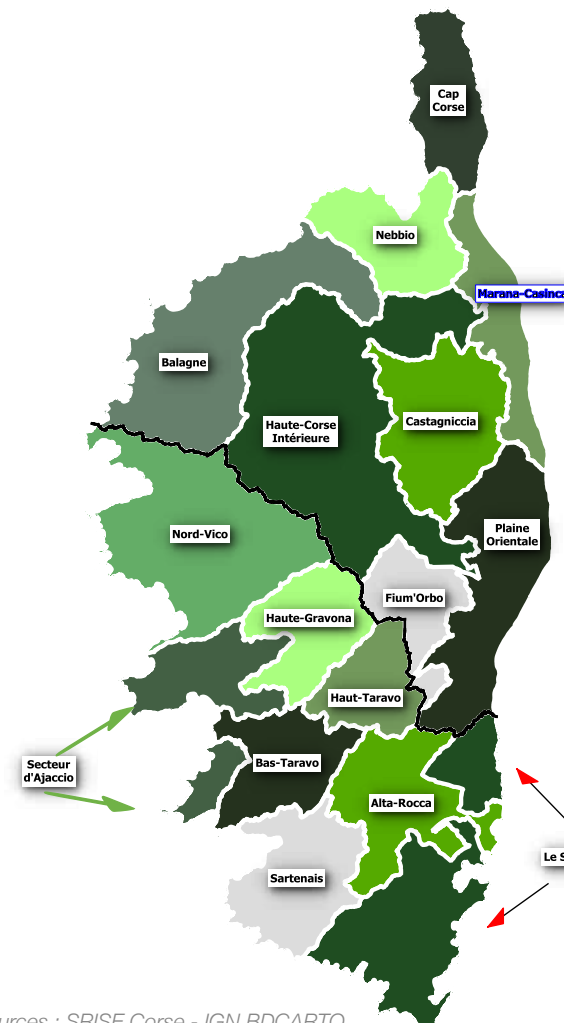 Cap
Corse
Nebbio
Marana-Casinca
Balagne
Castagniccia
Haute-Corse
Intérieure
Plaine
Orientale
Nord-Vico
Fium'Orbo
Haute-Gravona
Haut-Taravo
Secteur
d'Ajaccio
Bas-Taravo
Alta-Rocca
Le S
Sartenais
urces : SRISE Corse - IGN BDCARTO